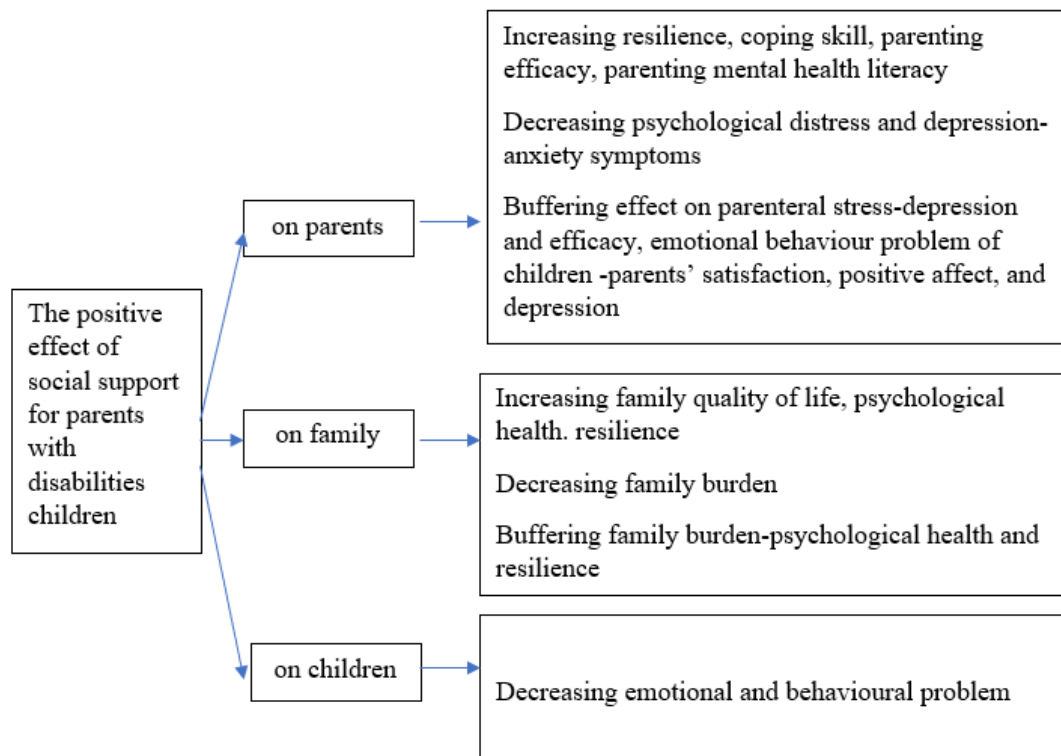 The positive
effect of
social support
for parents
with
disabilities
children
on parents
Increasing resilience, coping skill, parenting
efficacy, parenting mental health literacy
Decreasing psychological distress and depression-
anxiety symptoms
Buffering effect on parenteral stress-depression
and efficacy, emotional behaviour problem of
children -parents’ satisfaction, positive affect, and
depression
on family
Increasing family quality of life, psychological
health. resilience
Decreasing family burden
Buffering family burden-psychological health and
resilience
on children
Decreasing emotional and behavioural problem